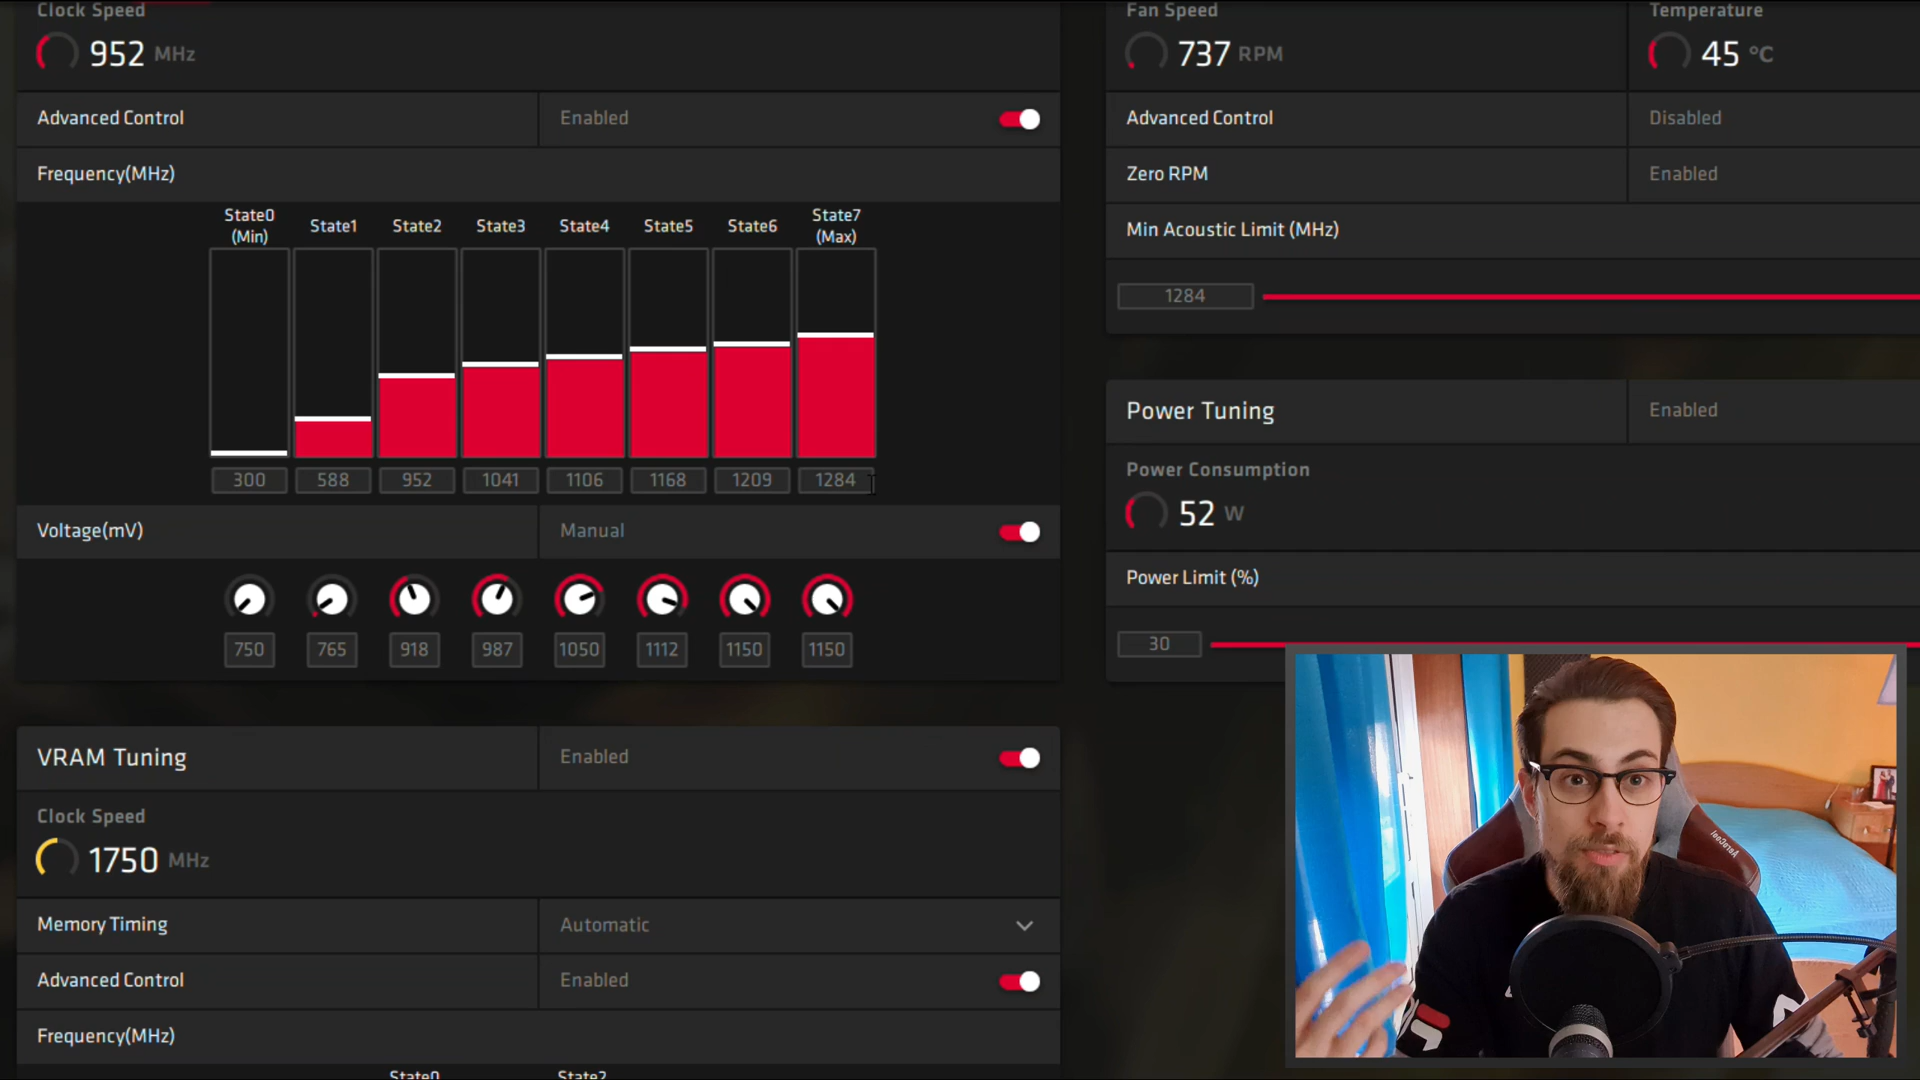 Clock Speed
952 MHz
Advanced Control
Enabled
Frequency(MHz)
State0
(Min)
State1
State2
State3
State4
State5
State6
State7
(Max)
300
588
952
1041
1106
1168
1209
1284
Voltage(mV)
Manual
750
765
918
987
1050
1112
1150
1150
VRAM Tuning
Enabled
Clock Speed
1750 MHz
Memory Timing
Automatic
Advanced Control
Enabled
Frequency(MHz)
State0
State2
Fan Speed
737 RPM
Temperature
45 °C
Advanced Control
Disabled
Zero RPM
Enabled
Min Acoustic Limit (MHz)
1284
Power Tuning
Enabled
Power Consumption
52 W
Power Limit (%)
30
AeroCool